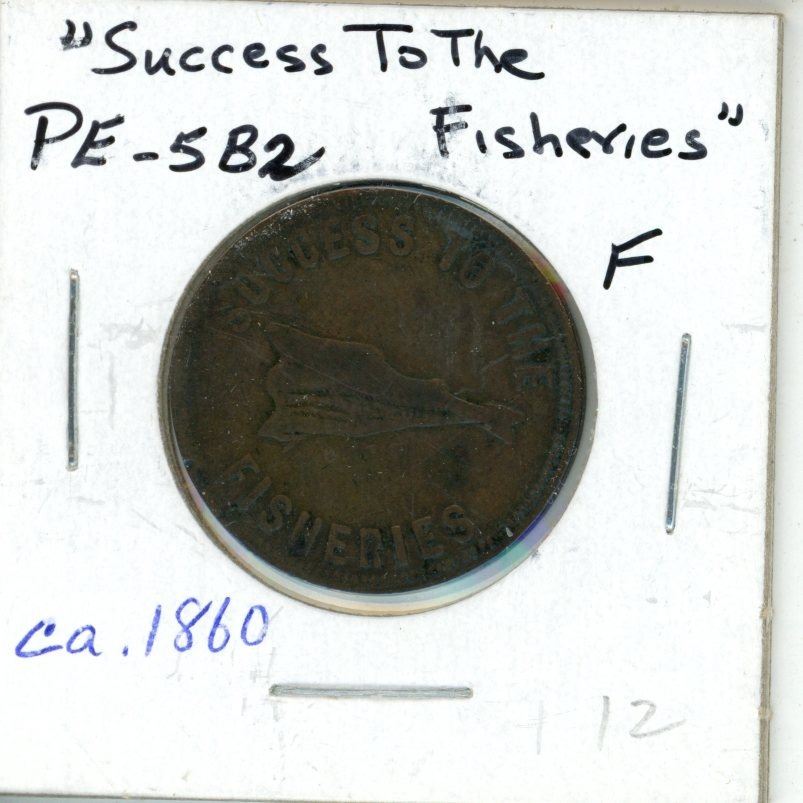 "Success To The
PE-5B2 Fisheries"
F
SUCCESS TO THE
FISHERIES
ca. 1860
F 12